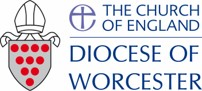 THE CHURCH
OF ENGLAND
DIOCESE OF
WORCESTER